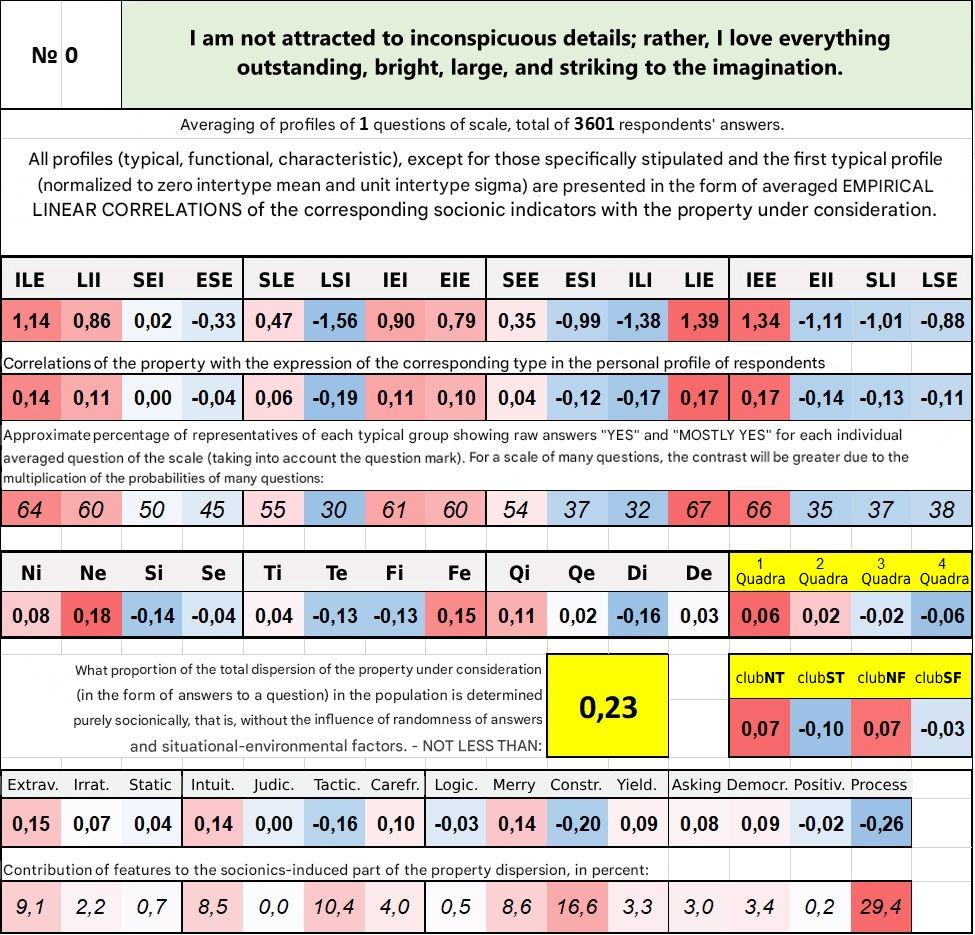 № 0
I am not attracted to inconspicuous details; rather, I love everything
outstanding, bright, large, and striking to the imagination.
Averaging of profiles of 1 questions of scale, total of 3601 respondents' answers.
All profiles (typical, functional, characteristic), except for those specifically stipulated and the first typical profile
(normalized to zero intertype mean and unit intertype sigma) are presented in the form of averaged EMPIRICAL
LINEAR CORRELATIONS of the corresponding socionic indicators with the property under consideration.
ILE LII SEI ESE SLE LSI IEI EIE SEE ESI ILI LIE IEE EII SLI LSE
1,14 0,86 0,02 -0,33 0,47 -1,56 0,90 0,79 0,35 -0,99 -1,38 1,39 1,34 -1,11 -1,01 -0,88
Correlations of the property with the expression of the corresponding type in the personal profile of respondents
0,14 0,11 0,00 -0,04 0,06 -0,19 0,11 0,10 0,04 -0,12 -0,17 0,17 0,17 -0,14 -0,13 -0,11
Approximate percentage of representatives of each typical group showing raw answers "YES" and "MOSTLY YES" for each individual
averaged question of the scale (taking into account the question mark). For a scale of many questions, the contrast will be greater due to the
multiplication of the probabilities of many questions:
64 60 50 45 55 30 61 60 54 37 32 67 66 35 37 38
Ni Ne Si Se Ti Te Fi Fe Qi Qe Di De 1 Quadra 2 Quadra 3 Quadra 4 Quadra
0,08 0,18 -0,14 -0,04 0,04 -0,13 -0,13 0,15 0,11 0,02 -0,16 0,03 0,06 0,02 -0,02 -0,06
What proportion of the total dispersion of the property under consideration
(in the form of answers to a question) in the population is determined
purely socionically, that is, without the influence of randomness of answers
and situational-environmental factors. - NOT LESS THAN:
0,23
clubNT clubST clubNF clubSF
0,07 -0,10 0,07 -0,03
Extrav. Irrat. Static Intuit. Judic. Tactic. Carefr. Logic. Merry Constr. Yield. Asking Democr. Positiv. Process
0,15 0,07 0,04 0,14 0,00 -0,16 0,10 -0,03 0,14 -0,20 0,09 0,08 0,09 -0,02 -0,26
Contribution of features to the socionics-induced part of the property dispersion, in percent:
9,1 2,2 0,7 8,5 0,0 10,4 4,0 0,5 8,6 16,6 3,3 3,0 3,4 0,2 29,4